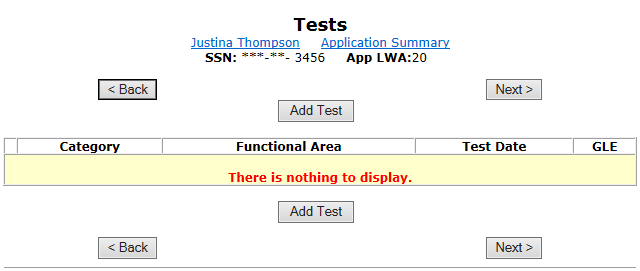 Tests
Justina Thompson Application Summary
SSN: ***-**- 3456 App LWA:20
< Back Next >
Add Test
Category Functional Area Test Date GLE
There is nothing to display.
Add Test
< Back Next >